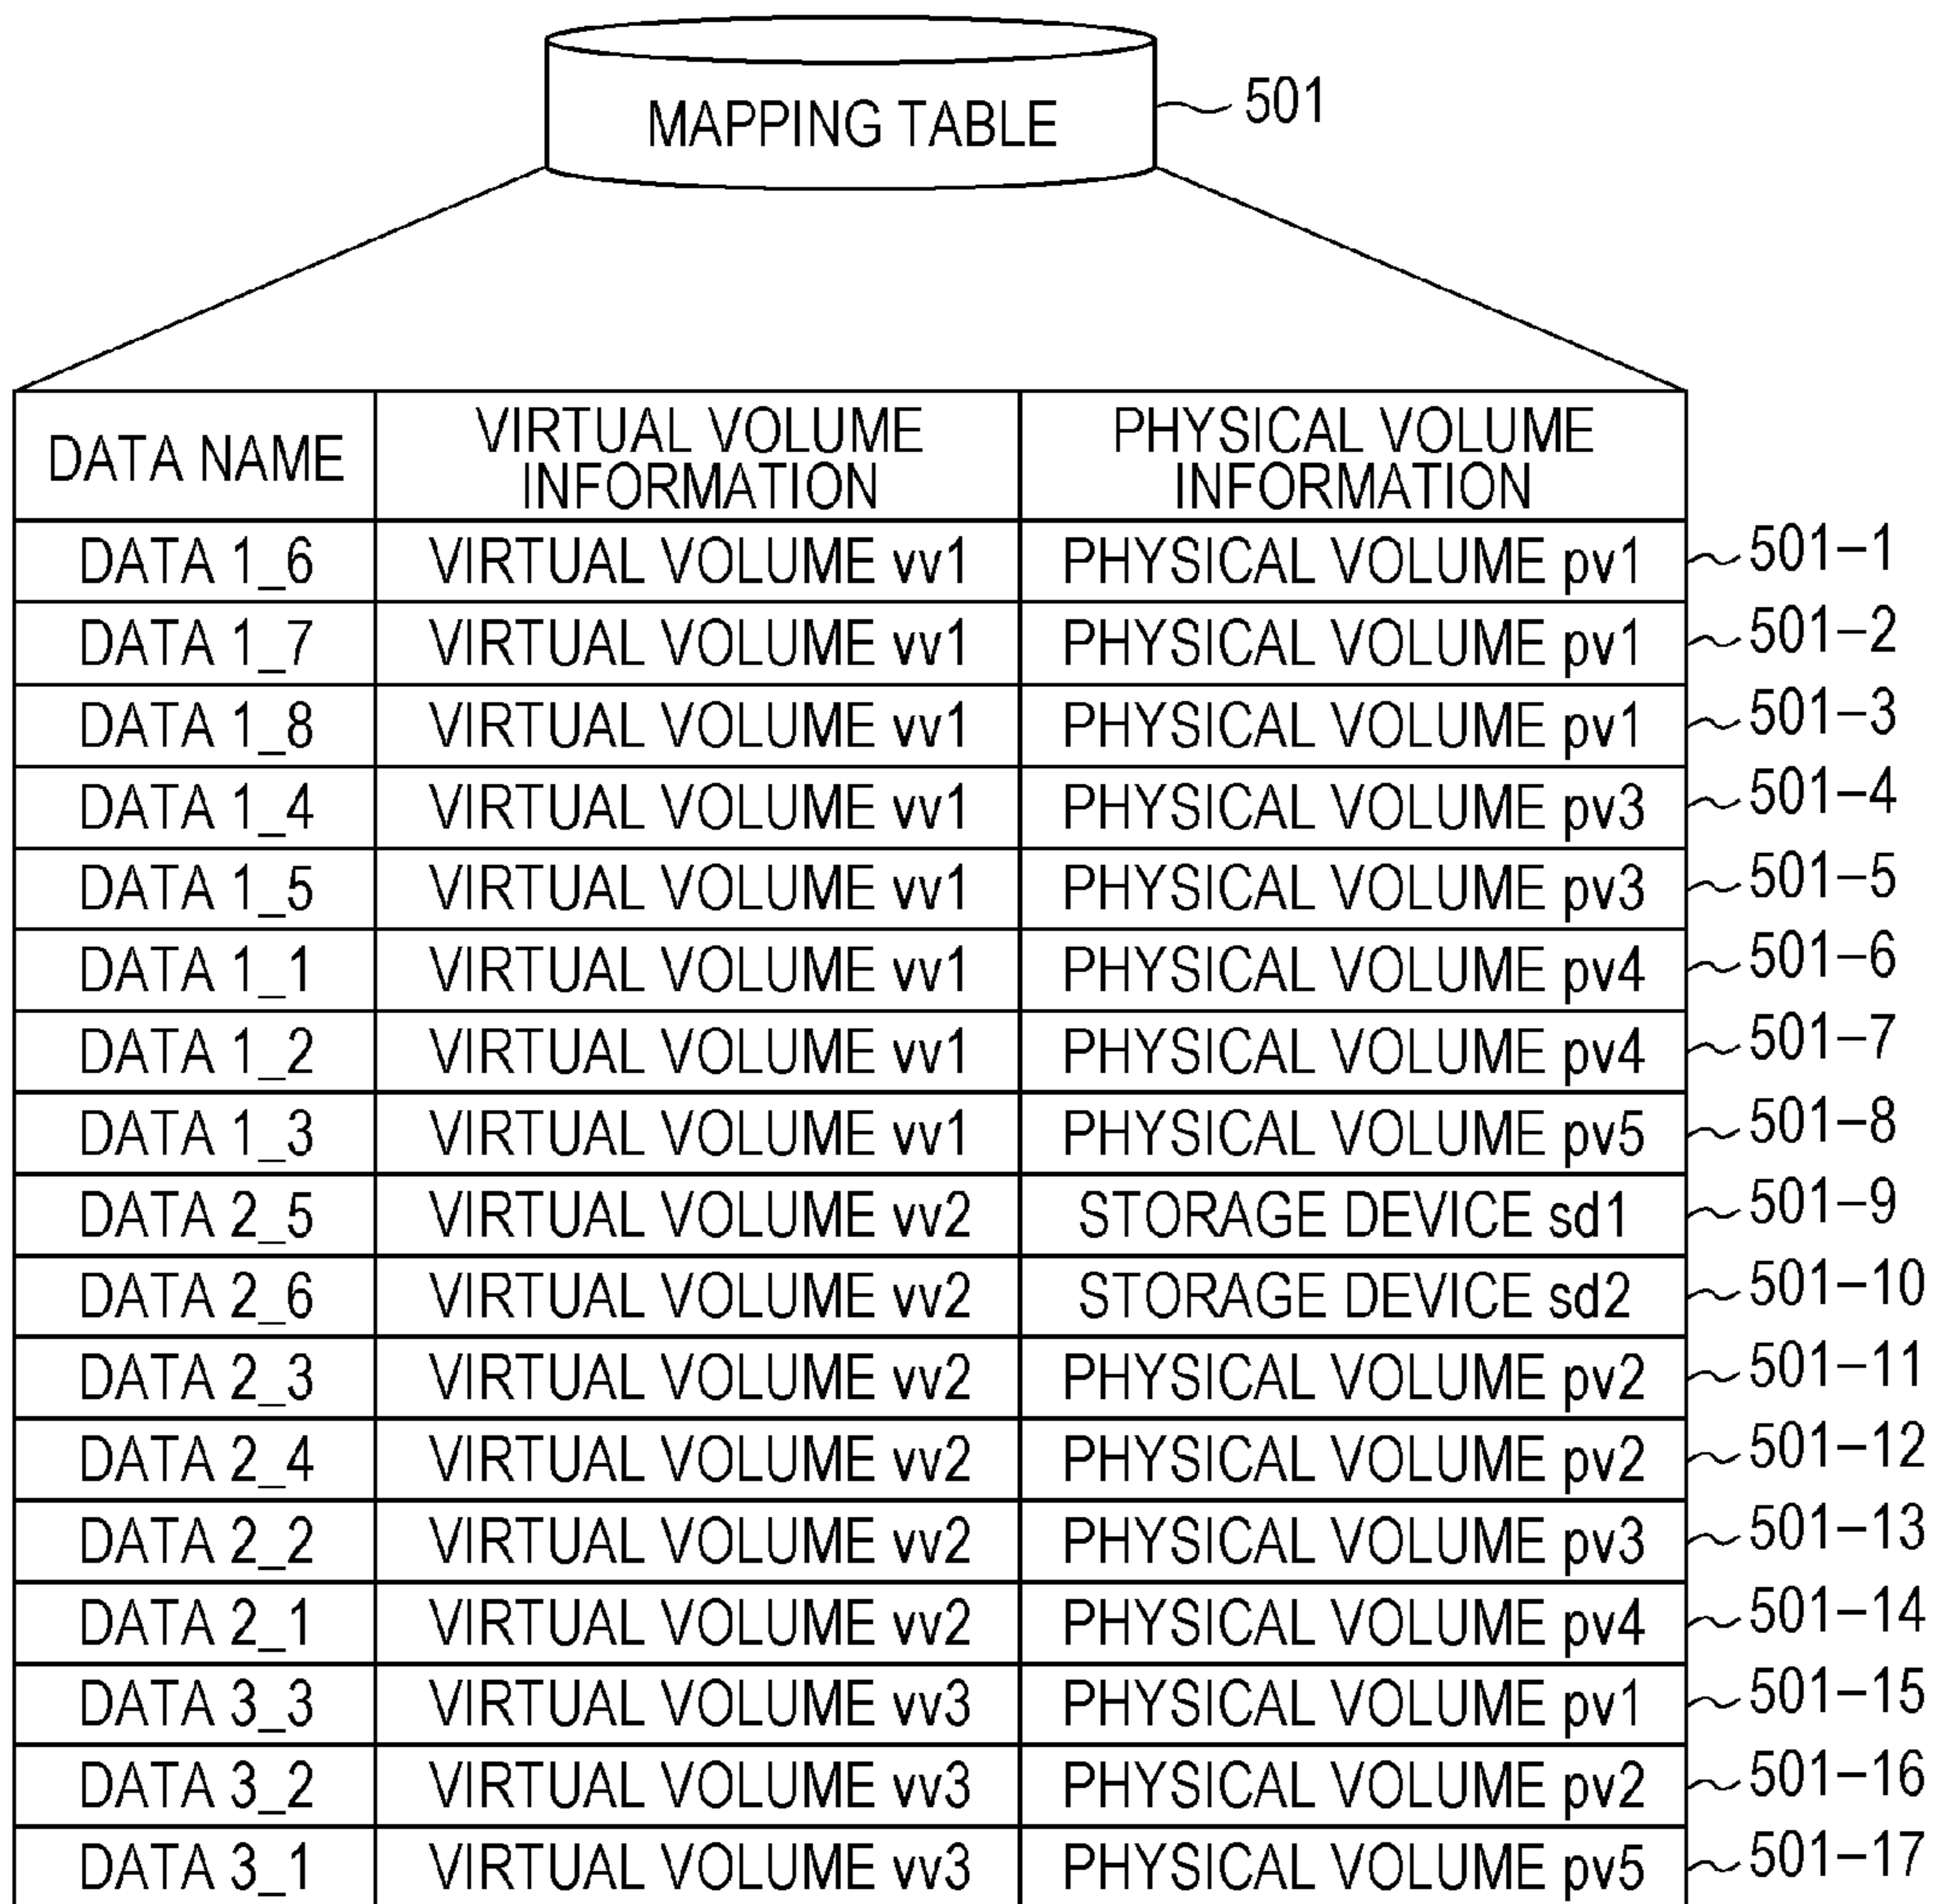 MAPPING TABLE
501
DATA NAME
VIRTUAL VOLUME
INFORMATION
PHYSICAL VOLUME
INFORMATION
DATA 1_6 VIRTUAL VOLUME vv1 PHYSICAL VOLUME pv1 501-1
DATA 1_7 VIRTUAL VOLUME vv1 PHYSICAL VOLUME pv1 501-2
DATA 1_8 VIRTUAL VOLUME vv1 PHYSICAL VOLUME pv1 501-3
DATA 1_4 VIRTUAL VOLUME vv1 PHYSICAL VOLUME pv3 501-4
DATA 1_5 VIRTUAL VOLUME vv1 PHYSICAL VOLUME pv3 501-5
DATA 1_1 VIRTUAL VOLUME vv1 PHYSICAL VOLUME pv4 501-6
DATA 1_2 VIRTUAL VOLUME vv1 PHYSICAL VOLUME pv4 501-7
DATA 1_3 VIRTUAL VOLUME vv1 PHYSICAL VOLUME pv5 501-8
DATA 2_5 VIRTUAL VOLUME vv2 STORAGE DEVICE sd1 501-9
DATA 2_6 VIRTUAL VOLUME vv2 STORAGE DEVICE sd2 501-10
DATA 2_3 VIRTUAL VOLUME vv2 PHYSICAL VOLUME pv2 501-11
DATA 2_4 VIRTUAL VOLUME vv2 PHYSICAL VOLUME pv2 501-12
DATA 2_2 VIRTUAL VOLUME vv2 PHYSICAL VOLUME pv3 501-13
DATA 2_1 VIRTUAL VOLUME vv2 PHYSICAL VOLUME pv4 501-14
DATA 3_3 VIRTUAL VOLUME vv3 PHYSICAL VOLUME pv1 501-15
DATA 3_2 VIRTUAL VOLUME vv3 PHYSICAL VOLUME pv2 501-16
DATA 3_1 VIRTUAL VOLUME vv3 PHYSICAL VOLUME pv5 501-17